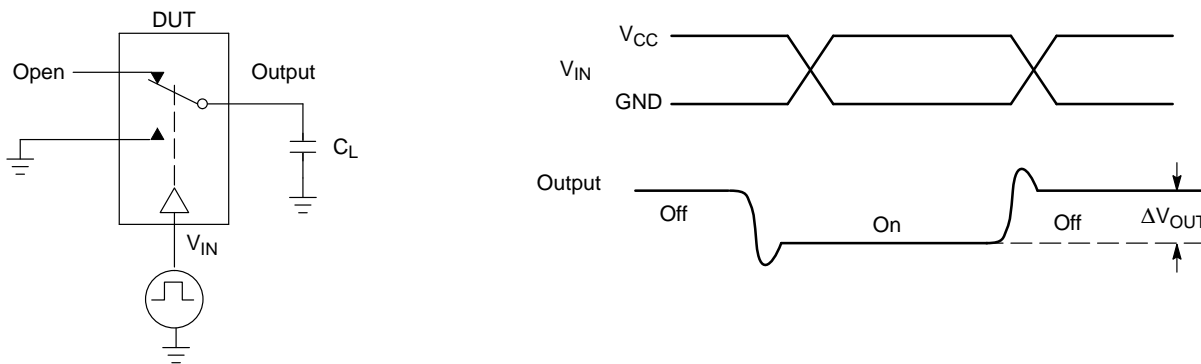 DUT
Open
Output
C_L
V_IN
V_CC
V_IN
GND
Output
Off
On
Off
ΔV_OUT